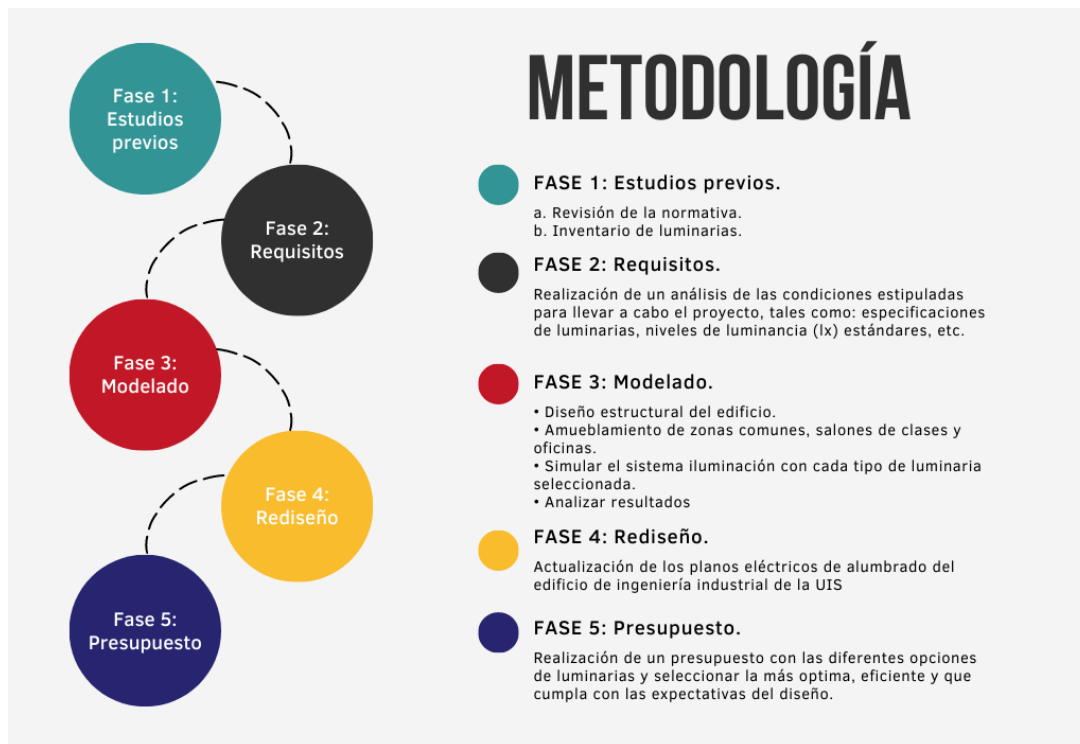 Fase 1:
Estudios
previos
Fase 2:
Requisitos
Fase 3:
Modelado
Fase 4:
Rediseño
Fase 5:
Presupuesto
METODOLOGÍA
FASE 1: Estudios previos.
a. Revisión de la normativa.
b. Inventario de luminarias.
FASE 2: Requisitos.
Realización de un análisis de las condiciones estipuladas
para llevar a cabo el proyecto, tales como: especificaciones
de luminarias, niveles de luminancia (lx) estándares, etc.
FASE 3: Modelado.
• Diseño estructural del edificio.
• Amueblamiento de zonas comunes, salones de clases y
oficinas.
• Simular el sistema iluminación con cada tipo de luminaria
seleccionada.
• Analizar resultados
FASE 4: Rediseño.
Actualización de los planos eléctricos de alumbrado del
edificio de ingeniería industrial de la UIS
FASE 5: Presupuesto.
Realización de un presupuesto con las diferentes opciones
de luminarias y seleccionar la más optima, eficiente y que
cumpla con las expectativas del diseño.